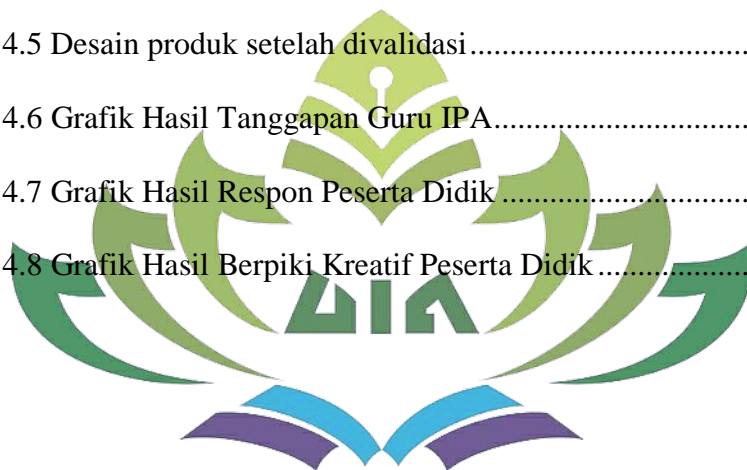 4.5 Desain produk setelah divalidasi................................
4.6 Grafik Hasil Tanggapan Guru IPA.............................
4.7 Grafik Hasil Respon Peserta Didik............................
4.8 Grafik Hasil Berpiki Kreatif Peserta Didik.................
UIN